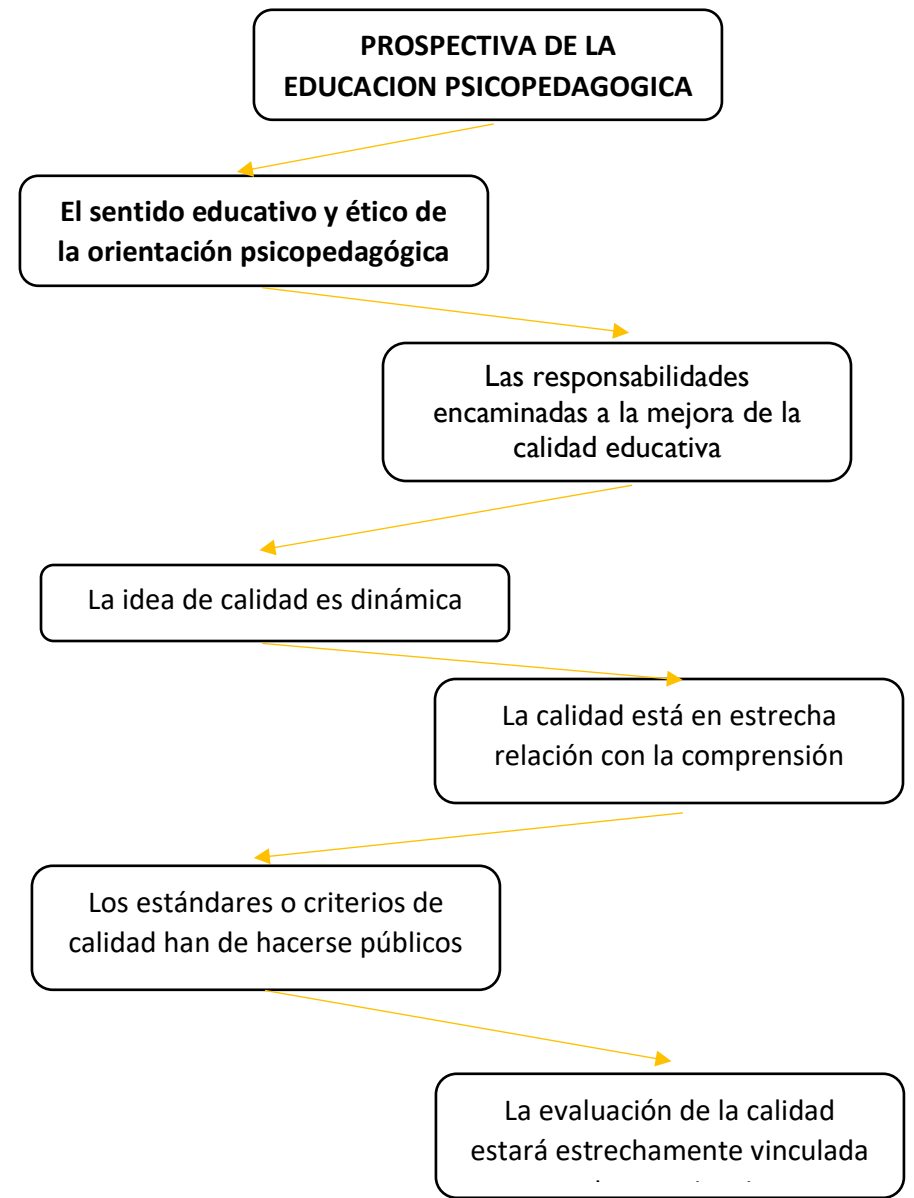 PROSPECTIVA DE LA
EDUCACION PSICOPEDAGOGICA
El sentido educativo y ético de
la orientación psicopedagógica
Las responsabilidades
encaminadas a la mejora de la
calidad educativa
La idea de calidad es dinámica
La calidad está en estrecha
relación con la comprensión
Los estándares o criterios de
calidad han de hacerse públicos
La evaluación de la calidad
estará estrechamente vinculada